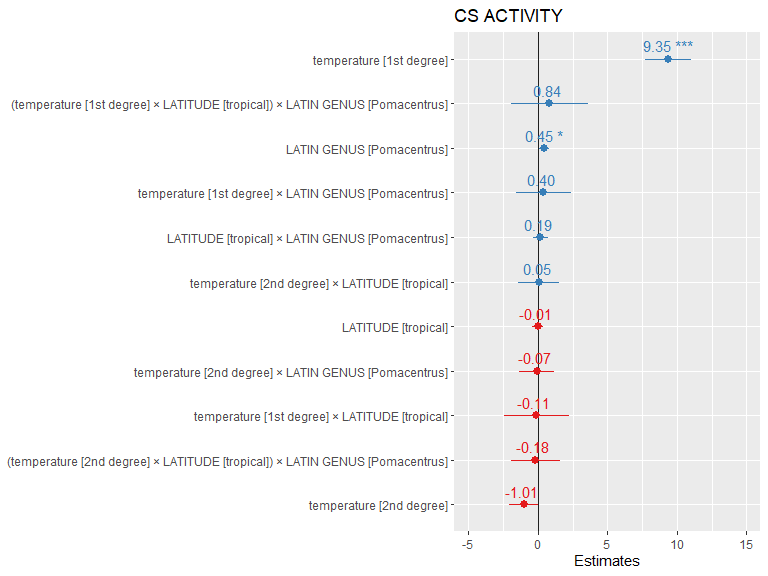 CS ACTIVITY
temperature [1st degree]
9.35 ***
(temperature [1st degree] × LATITUDE [tropical]) × LATIN GENUS [Pomacentrus]
0.84
LATIN GENUS [Pomacentrus]
0.45 *
temperature [1st degree] × LATIN GENUS [Pomacentrus]
0.40
LATITUDE [tropical] × LATIN GENUS [Pomacentrus]
0.19
temperature [2nd degree] × LATITUDE [tropical]
0.05
LATITUDE [tropical]
-0.01
temperature [2nd degree] × LATIN GENUS [Pomacentrus]
-0.07
temperature [1st degree] × LATITUDE [tropical]
-0.11
(temperature [2nd degree] × LATITUDE [tropical]) × LATIN GENUS [Pomacentrus]
-0.18
temperature [2nd degree]
-1.01
-5 0 5 10 15
Estimates